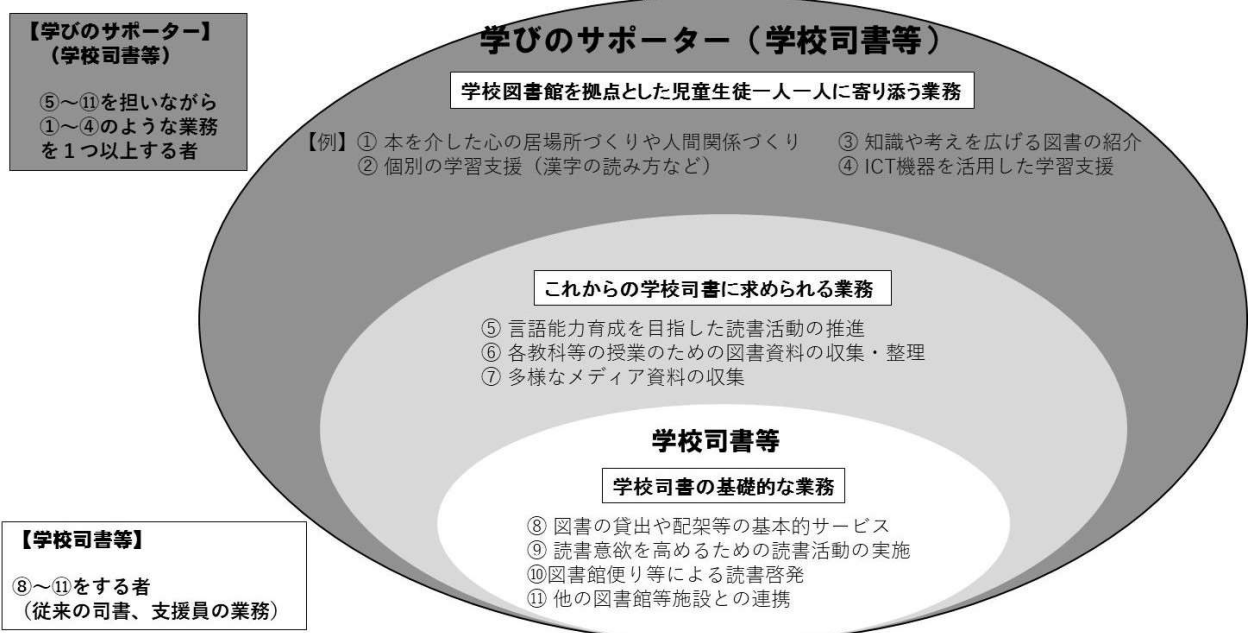 【学びのサポーター】
（学校司書等）
⑤～⑪を担いながら
①～④のような業務
を１つ以上する者
学びのサポーター（学校司書等）
学校図書館を拠点とした児童生徒一人一人に寄り添う業務
【例】① 本を介した心の居場所づくりや人間関係づくり
② 個別の学習支援（漢字の読み方など）
③ 知識や考えを広げる図書の紹介
④ ICT機器を活用した学習支援
これからの学校司書に求められる業務
⑤ 言語能力育成を目指した読書活動の推進
⑥ 各教科等の授業のための図書資料の収集・整理
⑦ 多様なメディア資料の収集
学校司書等
学校司書の基礎的な業務
⑧ 図書の貸出や配架等の基本的サービス
⑨ 読書意欲を高めるための読書活動の実施
⑩図書館便り等による読書啓発
⑪ 他の図書館等施設との連携
【学校司書等】
⑧～⑪をする者
（従来の司書、支援員の業務）